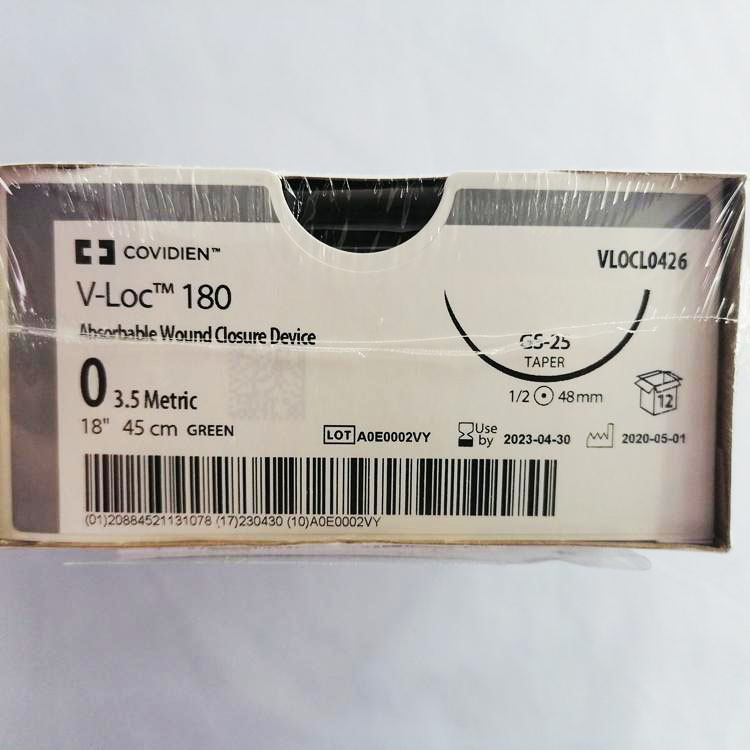 COVIDIEN™
VLOCL0426
V-Loc™ 180
Absorbable Wound Closure Device
GS-25
TAPER
0 3.5 Metric
1/2 48mm
12
18" 45 cm GREEN
LOT A0E0002VY
Use by 2023-04-30
2020-05-01
(01)20884521131078 (17)230430 (10)A0E0002VY